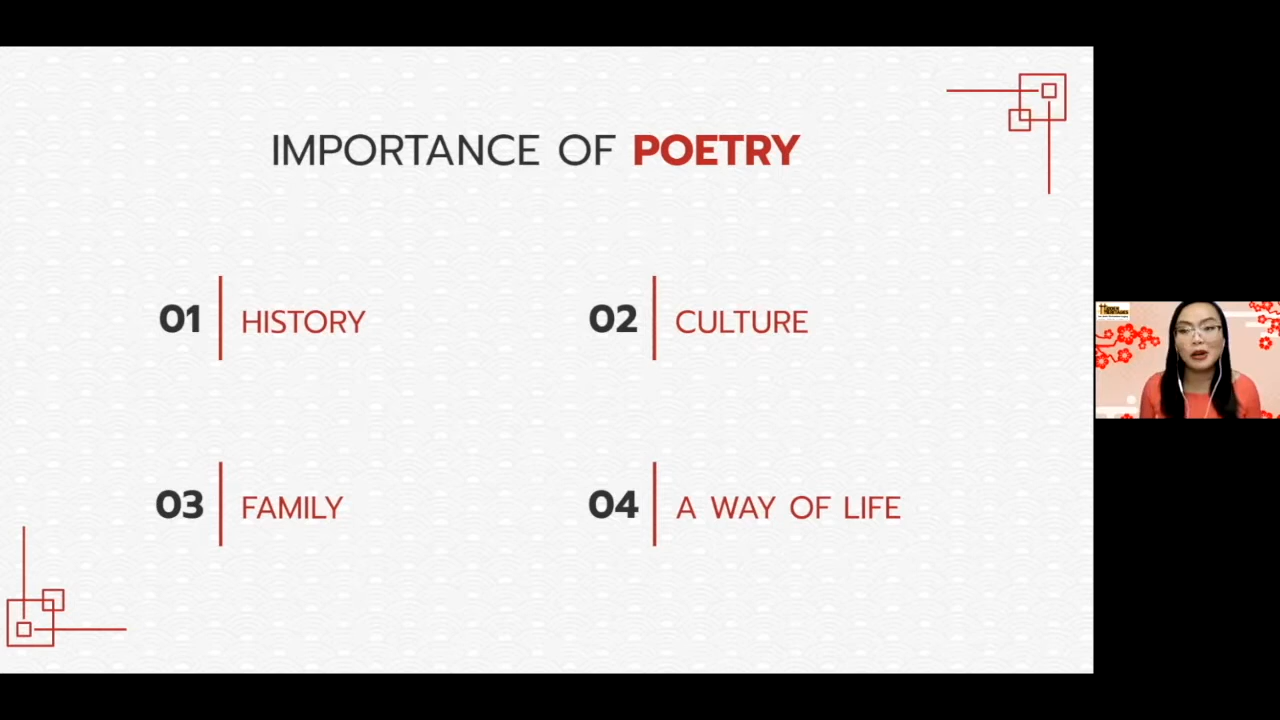 IMPORTANCE OF POETRY
01 HISTORY
02 CULTURE
03 FAMILY
04 A WAY OF LIFE